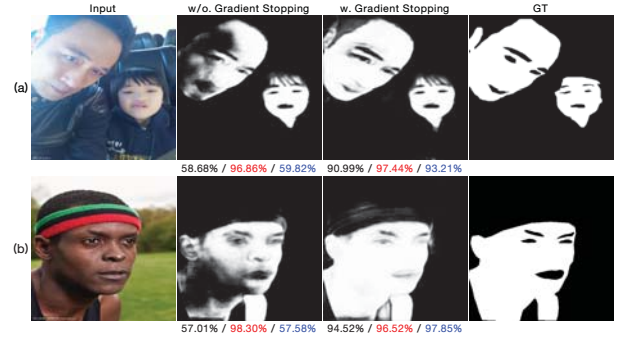 Input w/o. Gradient Stopping w. Gradient Stopping GT
(a)
58.68% / 96.86% / 59.82% 90.99% / 97.44% / 93.21%
(b)
57.01% / 98.30% / 57.58% 94.52% / 96.52% / 97.85%